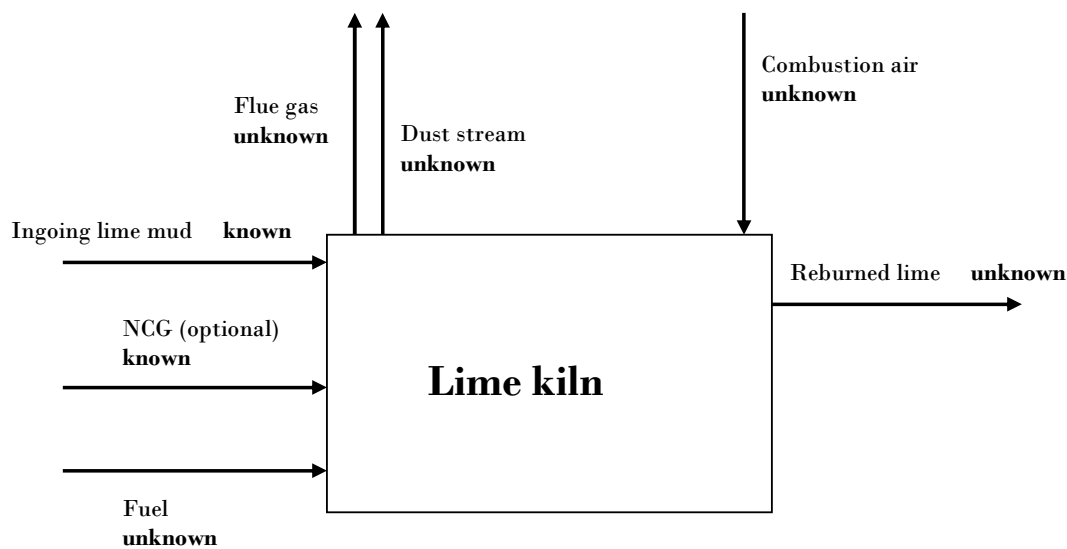 Combustion air
unknown
Flue gas
unknown
Dust stream
unknown
Ingoing lime mud known
Reburned lime unknown
NCG (optional)
known
Lime kiln
Fuel
unknown